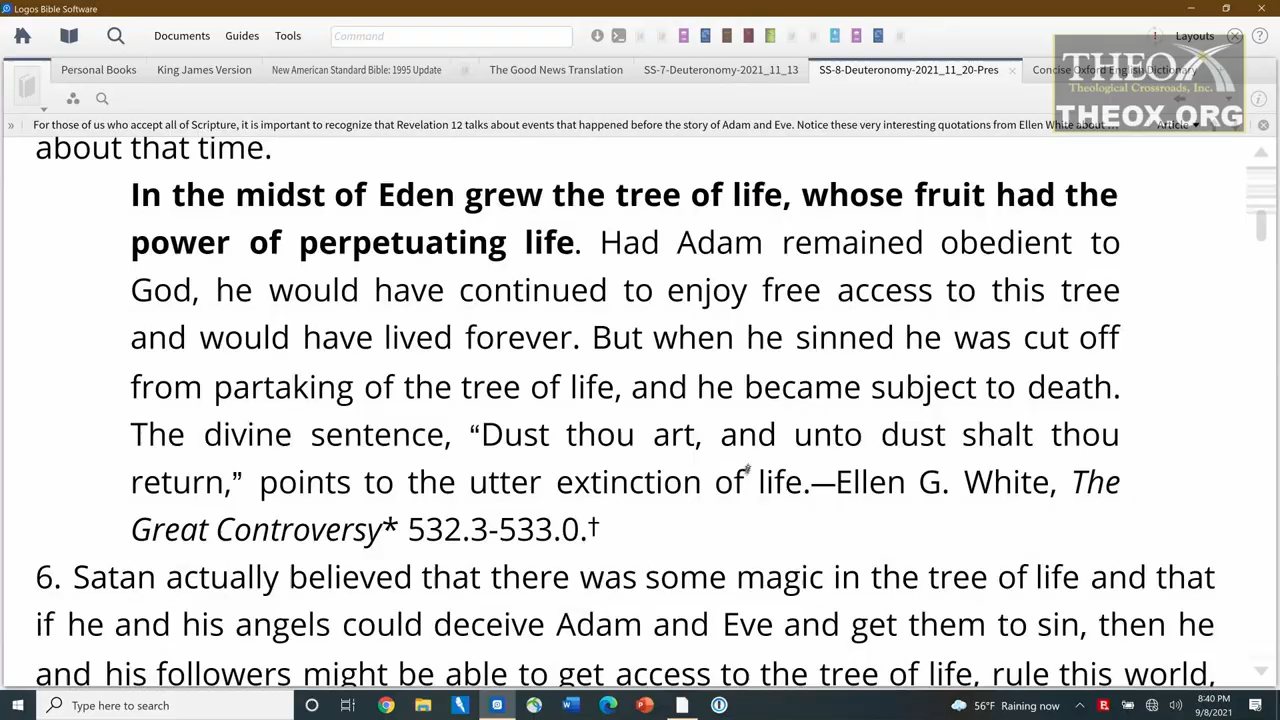 Logos Bible Software
Documents Guides Tools Command Layouts
THEOX
Theological Crossroads, Inc.
THEOX.ORG
Personal Books King James Version New American Standard updates The Good News Translation SS-7-Deuteronomy-2021_11_13 SS-8-Deuteronomy-2021_11_20-Pres Concise Oxford English Dictionary
» For those of us who accept all of Scripture, it is important to recognize that Revelation 12 talks about events that happened before the story of Adam and Eve. Notice these very interesting quotations from Ellen White about ... Article
about that time.
In the midst of Eden grew the tree of life, whose fruit had the
power of perpetuating life. Had Adam remained obedient to
God, he would have continued to enjoy free access to this tree
and would have lived forever. But when he sinned he was cut off
from partaking of the tree of life, and he became subject to death.
The divine sentence, “Dust thou art, and unto dust shalt thou
return,” points to the utter extinction of life.—Ellen G. White, The
Great Controversy* 532.3-533.0.†
6. Satan actually believed that there was some magic in the tree of life and that
if he and his angels could deceive Adam and Eve and get them to sin, then he
and his followers might be able to get access to the tree of life, rule this world,
Type here to search 56°F Raining now 8:40 PM
9/8/2021